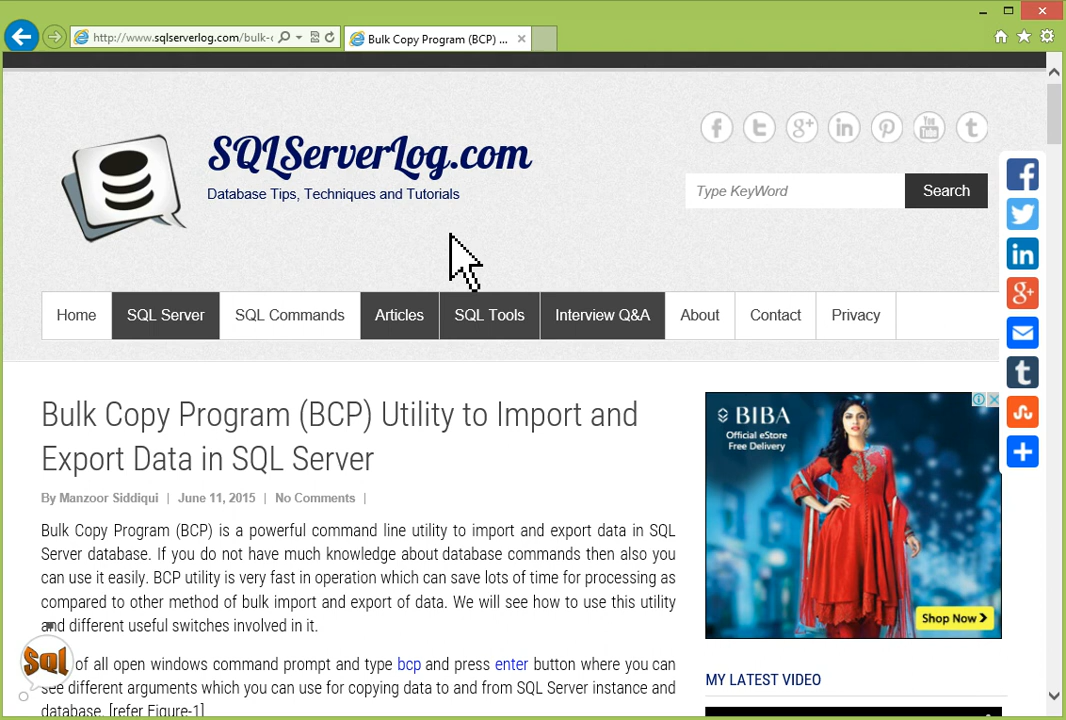 http://www.sqlserverlog.com/bulk-c
Bulk Copy Program (BCP) ...
SQLServerLog.com
Database Tips, Techniques and Tutorials
Type KeyWord
Search
Home SQL Server SQL Commands Articles SQL Tools Interview Q&A About Contact Privacy
Bulk Copy Program (BCP) Utility to Import and
Export Data in SQL Server
By Manzoor Siddiqui | June 11, 2015 | No Comments |
Bulk Copy Program (BCP) is a powerful command line utility to import and export data in SQL
Server database. If you do not have much knowledge about database commands then also you
can use it easily. BCP utility is very fast in operation which can save lots of time for processing as
compared to other method of bulk import and export of data. We will see how to use this utility
and different useful switches involved in it.
of all open windows command prompt and type bcp and press enter button where you can
see different arguments which you can use for copying data to and from SQL Server instance and
database. [refer Figure-1]
Sql
BIBA
Official eStore
Free Delivery
Shop Now
MY LATEST VIDEO